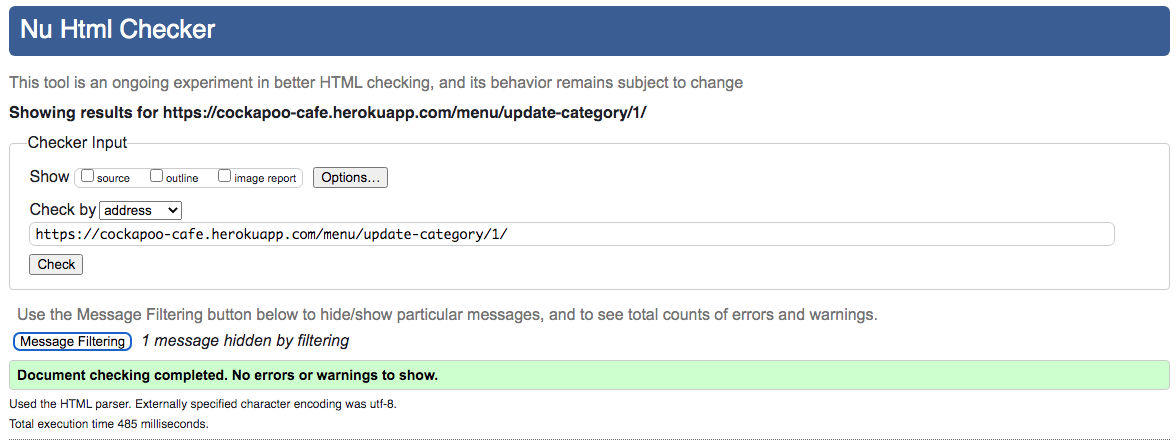 Nu Html Checker
This tool is an ongoing experiment in better HTML checking, and its behavior remains subject to change
Showing results for https://cockapoo-cafe.herokuapp.com/menu/update-category/1/
Checker Input
Show source outline image report Options...
Check by address
https://cockapoo-cafe.herokuapp.com/menu/update-category/1/
Check
Use the Message Filtering button below to hide/show particular messages, and to see total counts of errors and warnings.
Message Filtering 1 message hidden by filtering
Document checking completed. No errors or warnings to show.
Used the HTML parser. Externally specified character encoding was utf-8.
Total execution time 485 milliseconds.